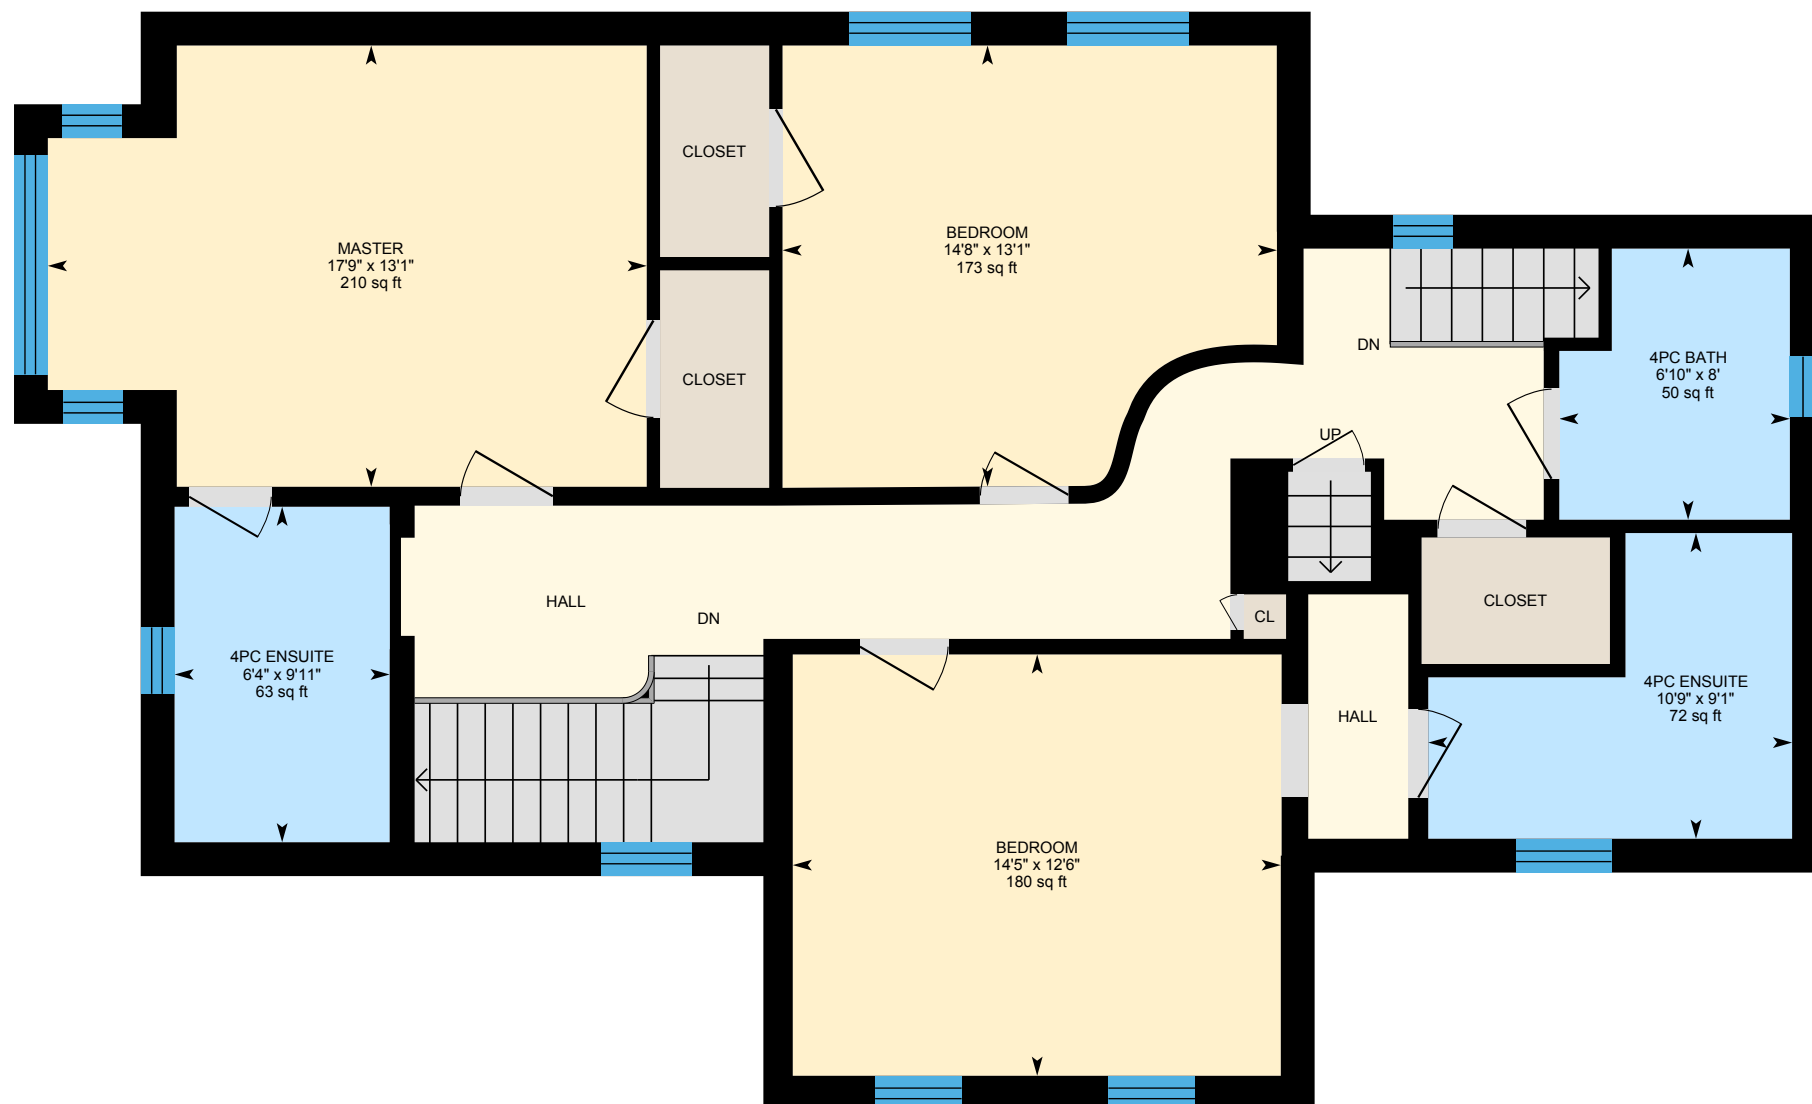 MASTER
17'9" x 13'1"
210 sq ft
CLOSET
CLOSET
BEDROOM
14'8" x 13'1"
173 sq ft
DN
UP
4PC BATH
6'10" x 8'
50 sq ft
4PC ENSUITE
6'4" x 9'11"
63 sq ft
HALL
DN
CL
CLOSET
HALL
4PC ENSUITE
10'9" x 9'1"
72 sq ft
BEDROOM
14'5" x 12'6"
180 sq ft